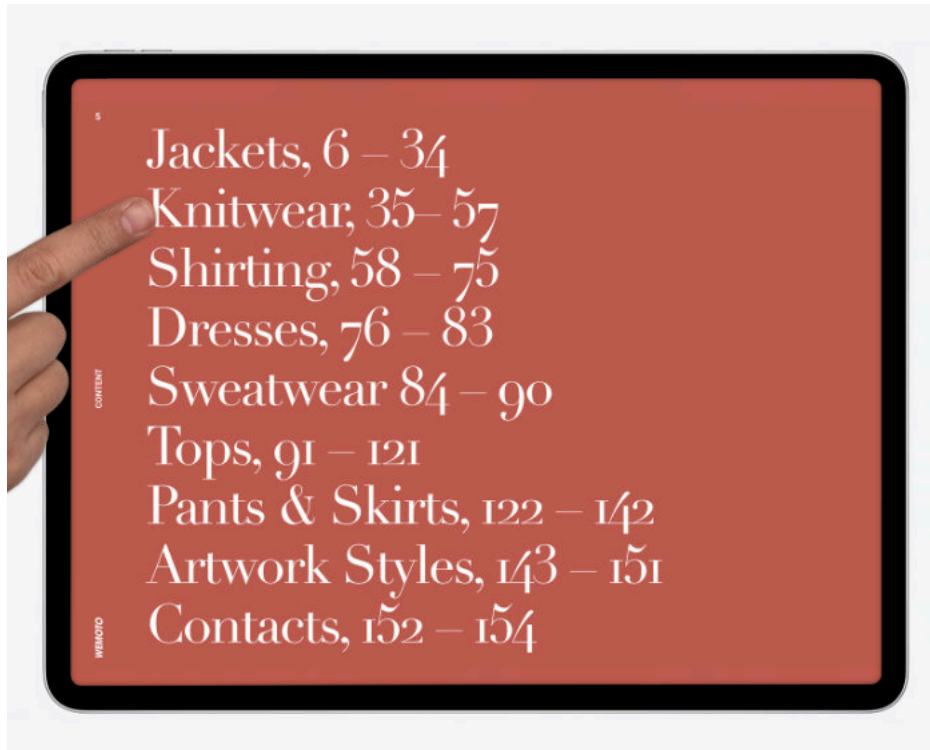 5
Jackets, 6 – 34
Knitwear, 35– 57
Shirting, 58 – 75
Dresses, 76 – 83
Sweatwear 84 – 90
Tops, 91 – 121
Pants & Skirts, 122 – 142
Artwork Styles, 143 – 151
Contacts, 152 – 154
CONTENT
WEMOTO